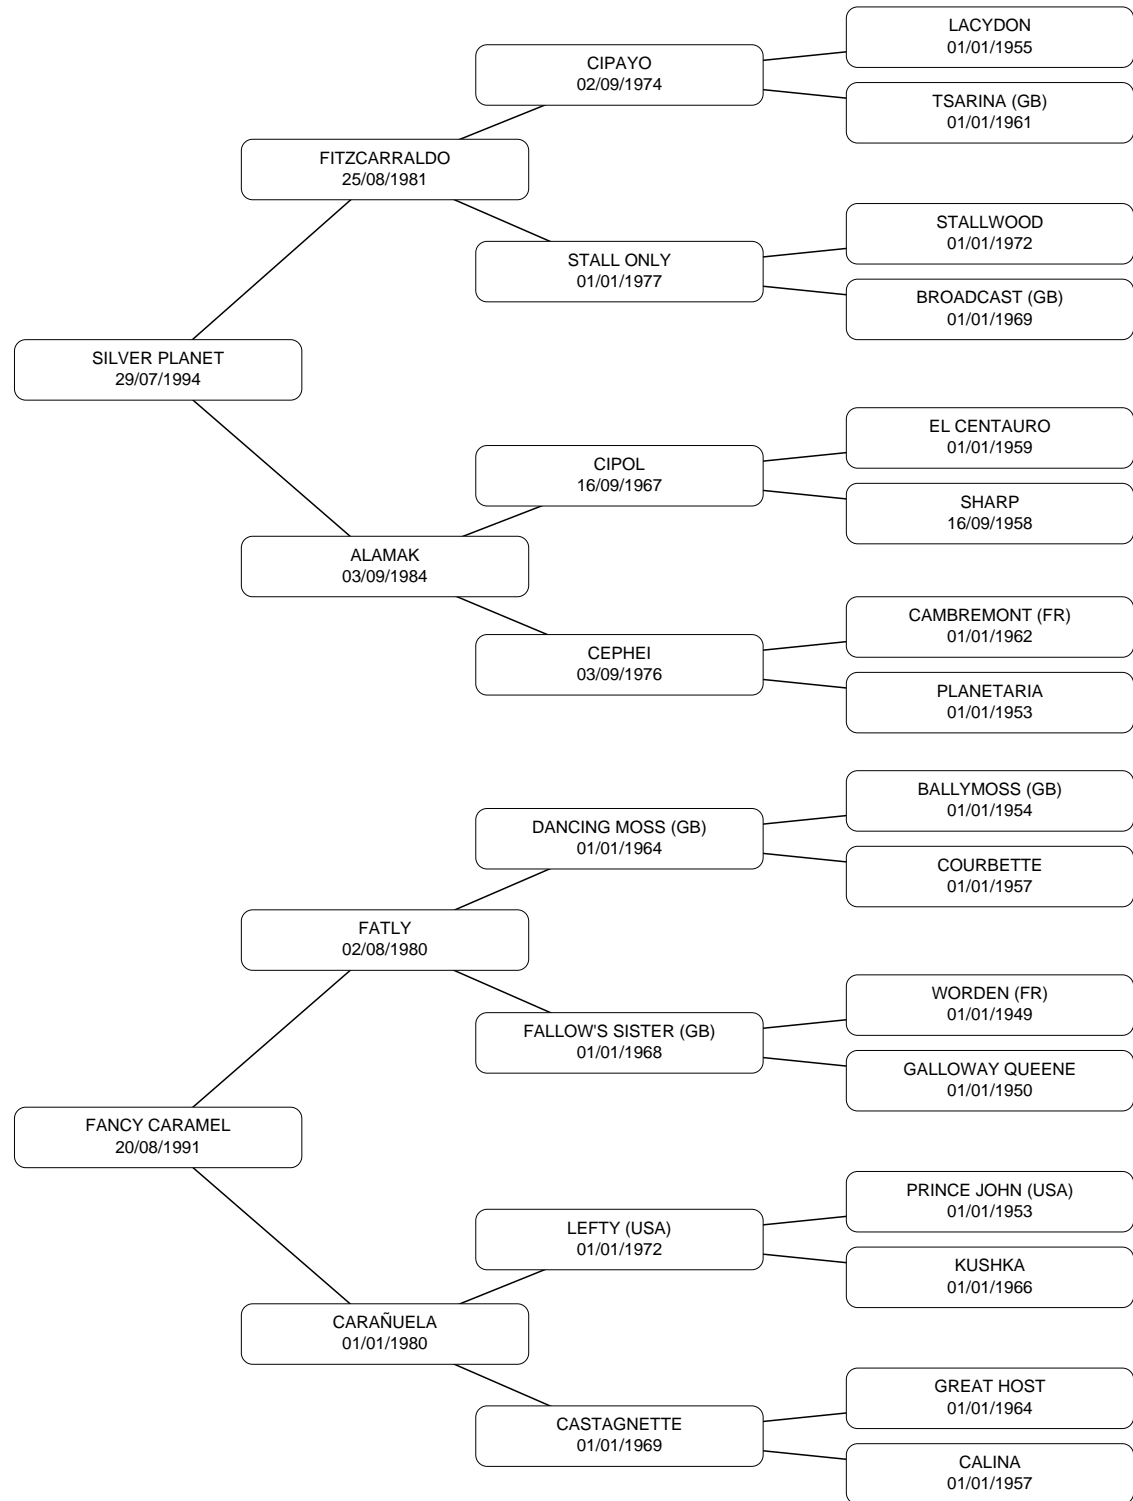 LACYDON
01/01/1955
CIPAYO
02/09/1974
TSARINA (GB)
01/01/1961
FITZCARRALDO
25/08/1981
STALLWOOD
01/01/1972
STALL ONLY
01/01/1977
BROADCAST (GB)
01/01/1969
SILVER PLANET
29/07/1994
EL CENTAURO
01/01/1959
CIPOL
16/09/1967
SHARP
16/09/1958
ALAMAK
03/09/1984
CAMBREMONT (FR)
01/01/1962
CEPHEI
03/09/1976
PLANETARIA
01/01/1953
BALLYMOSS (GB)
01/01/1954
DANCING MOSS (GB)
01/01/1964
COURBETTE
01/01/1957
FATLY
02/08/1980
WORDEN (FR)
01/01/1949
FALLOW'S SISTER (GB)
01/01/1968
GALLOWAY QUEENE
01/01/1950
FANCY CARAMEL
20/08/1991
PRINCE JOHN (USA)
01/01/1953
LEFTY (USA)
01/01/1972
KUSHKA
01/01/1966
CARAÑUELA
01/01/1980
GREAT HOST
01/01/1964
CASTAGNETTE
01/01/1969
CALINA
01/01/1957